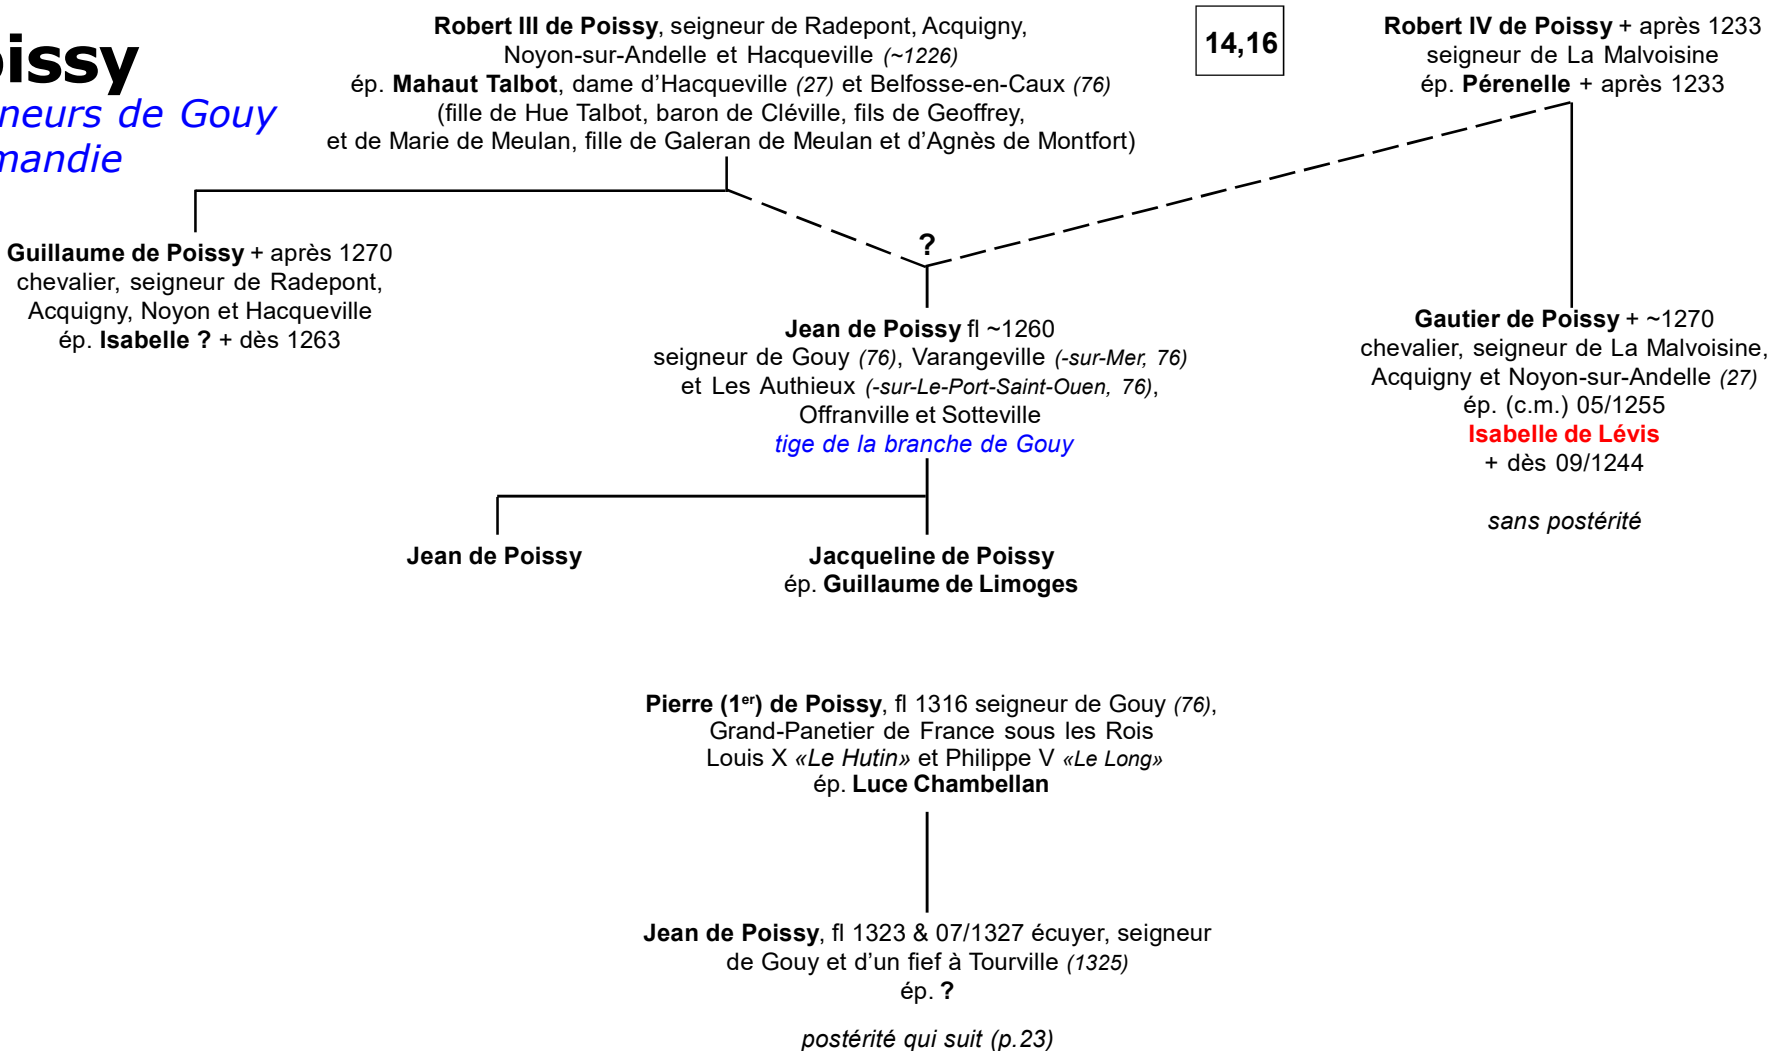 oissy
neurs de Gouy
mandie
Robert III de Poissy, seigneur de Radepont, Acquigny,
Noyon-sur-Andelle et Hacqueville (~1226)
ép. Mahaut Talbot, dame d'Hacqueville (27) et Belfosse-en-Caux (76)
(fille de Hue Talbot, baron de Cléville, fils de Geoffrey,
et de Marie de Meulan, fille de Galeran de Meulan et d'Agnès de Montfort)
14,16
Robert IV de Poissy + après 1233
seigneur de La Malvoisine
ép. Pérenelle + après 1233
Guillaume de Poissy + après 1270
chevalier, seigneur de Radepont,
Acquigny, Noyon et Hacqueville
ép. Isabelle ? + dès 1263
?
Jean de Poissy fl ~1260
seigneur de Gouy (76), Varangeville (-sur-Mer, 76)
et Les Authieux (-sur-Le-Port-Saint-Ouen, 76),
Offranville et Sotteville
tige de la branche de Gouy
Gautier de Poissy + ~1270
chevalier, seigneur de La Malvoisine,
Acquigny et Noyon-sur-Andelle (27)
ép. (c.m.) 05/1255
Isabelle de Lévis
+ dès 09/1244
sans postérité
Jean de Poissy
Jacqueline de Poissy
ép. Guillaume de Limoges
Pierre (1er) de Poissy, fl 1316 seigneur de Gouy (76),
Grand-Panetier de France sous les Rois
Louis X «Le Hutin» et Philippe V «Le Long»
ép. Luce Chambellan
Jean de Poissy, fl 1323 & 07/1327 écuyer, seigneur
de Gouy et d'un fief à Tourville (1325)
ép. ?
postérité qui suit (p.23)